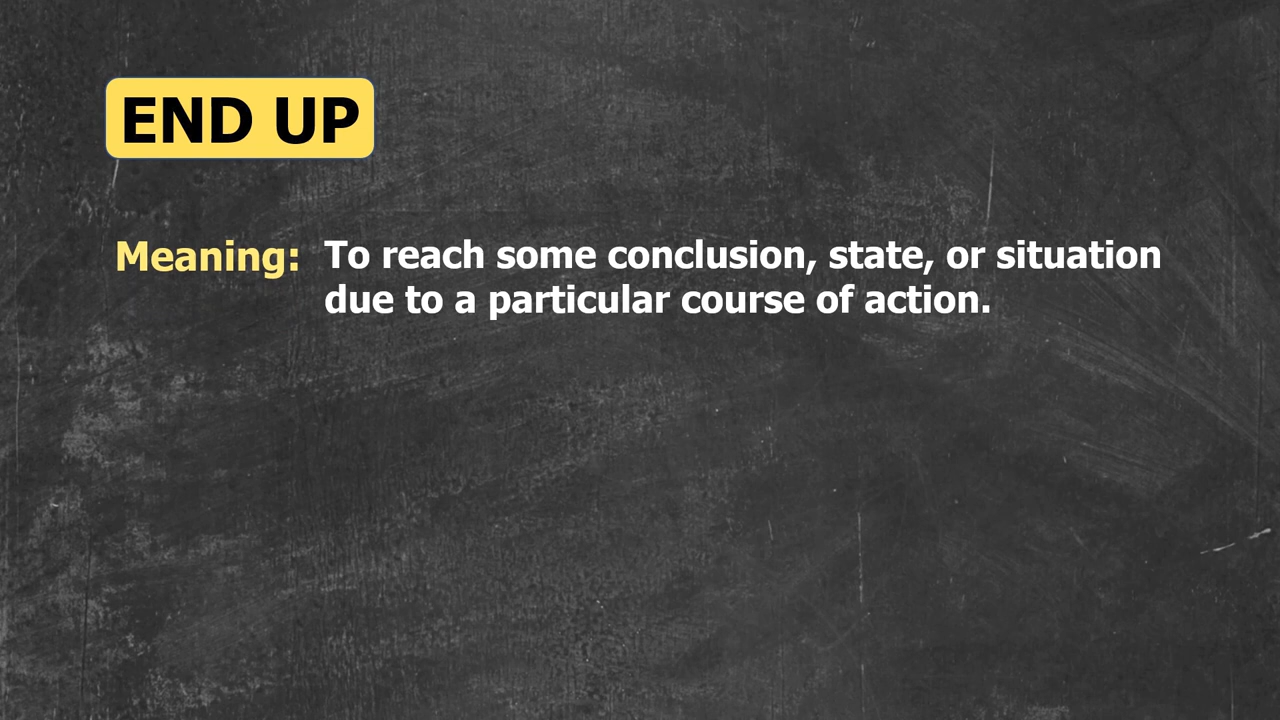 END UP
Meaning: To reach some conclusion, state, or situation
due to a particular course of action.